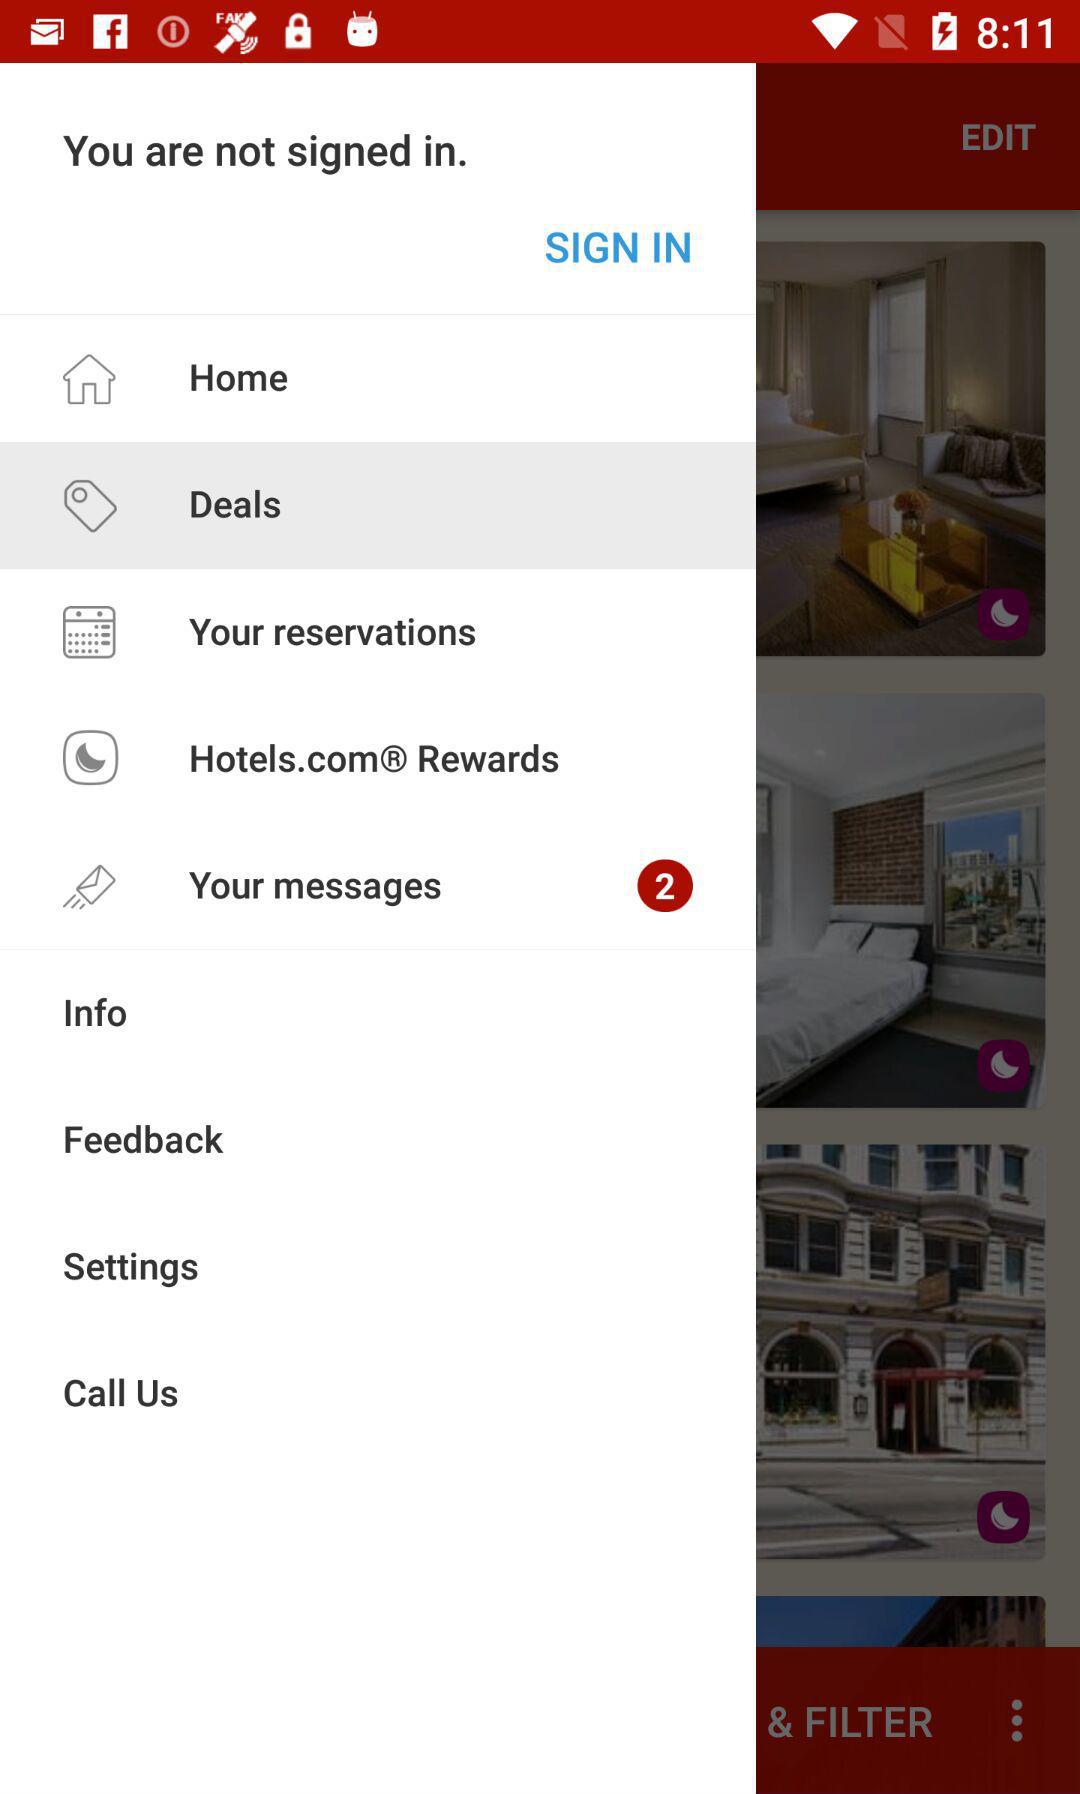 FAKE
8:11
EDIT
You are not signed in.
SIGN IN
Home
Deals
Your reservations
Hotels.com® Rewards
Your messages 2
Info
Feedback
Settings
Call Us
& FILTER